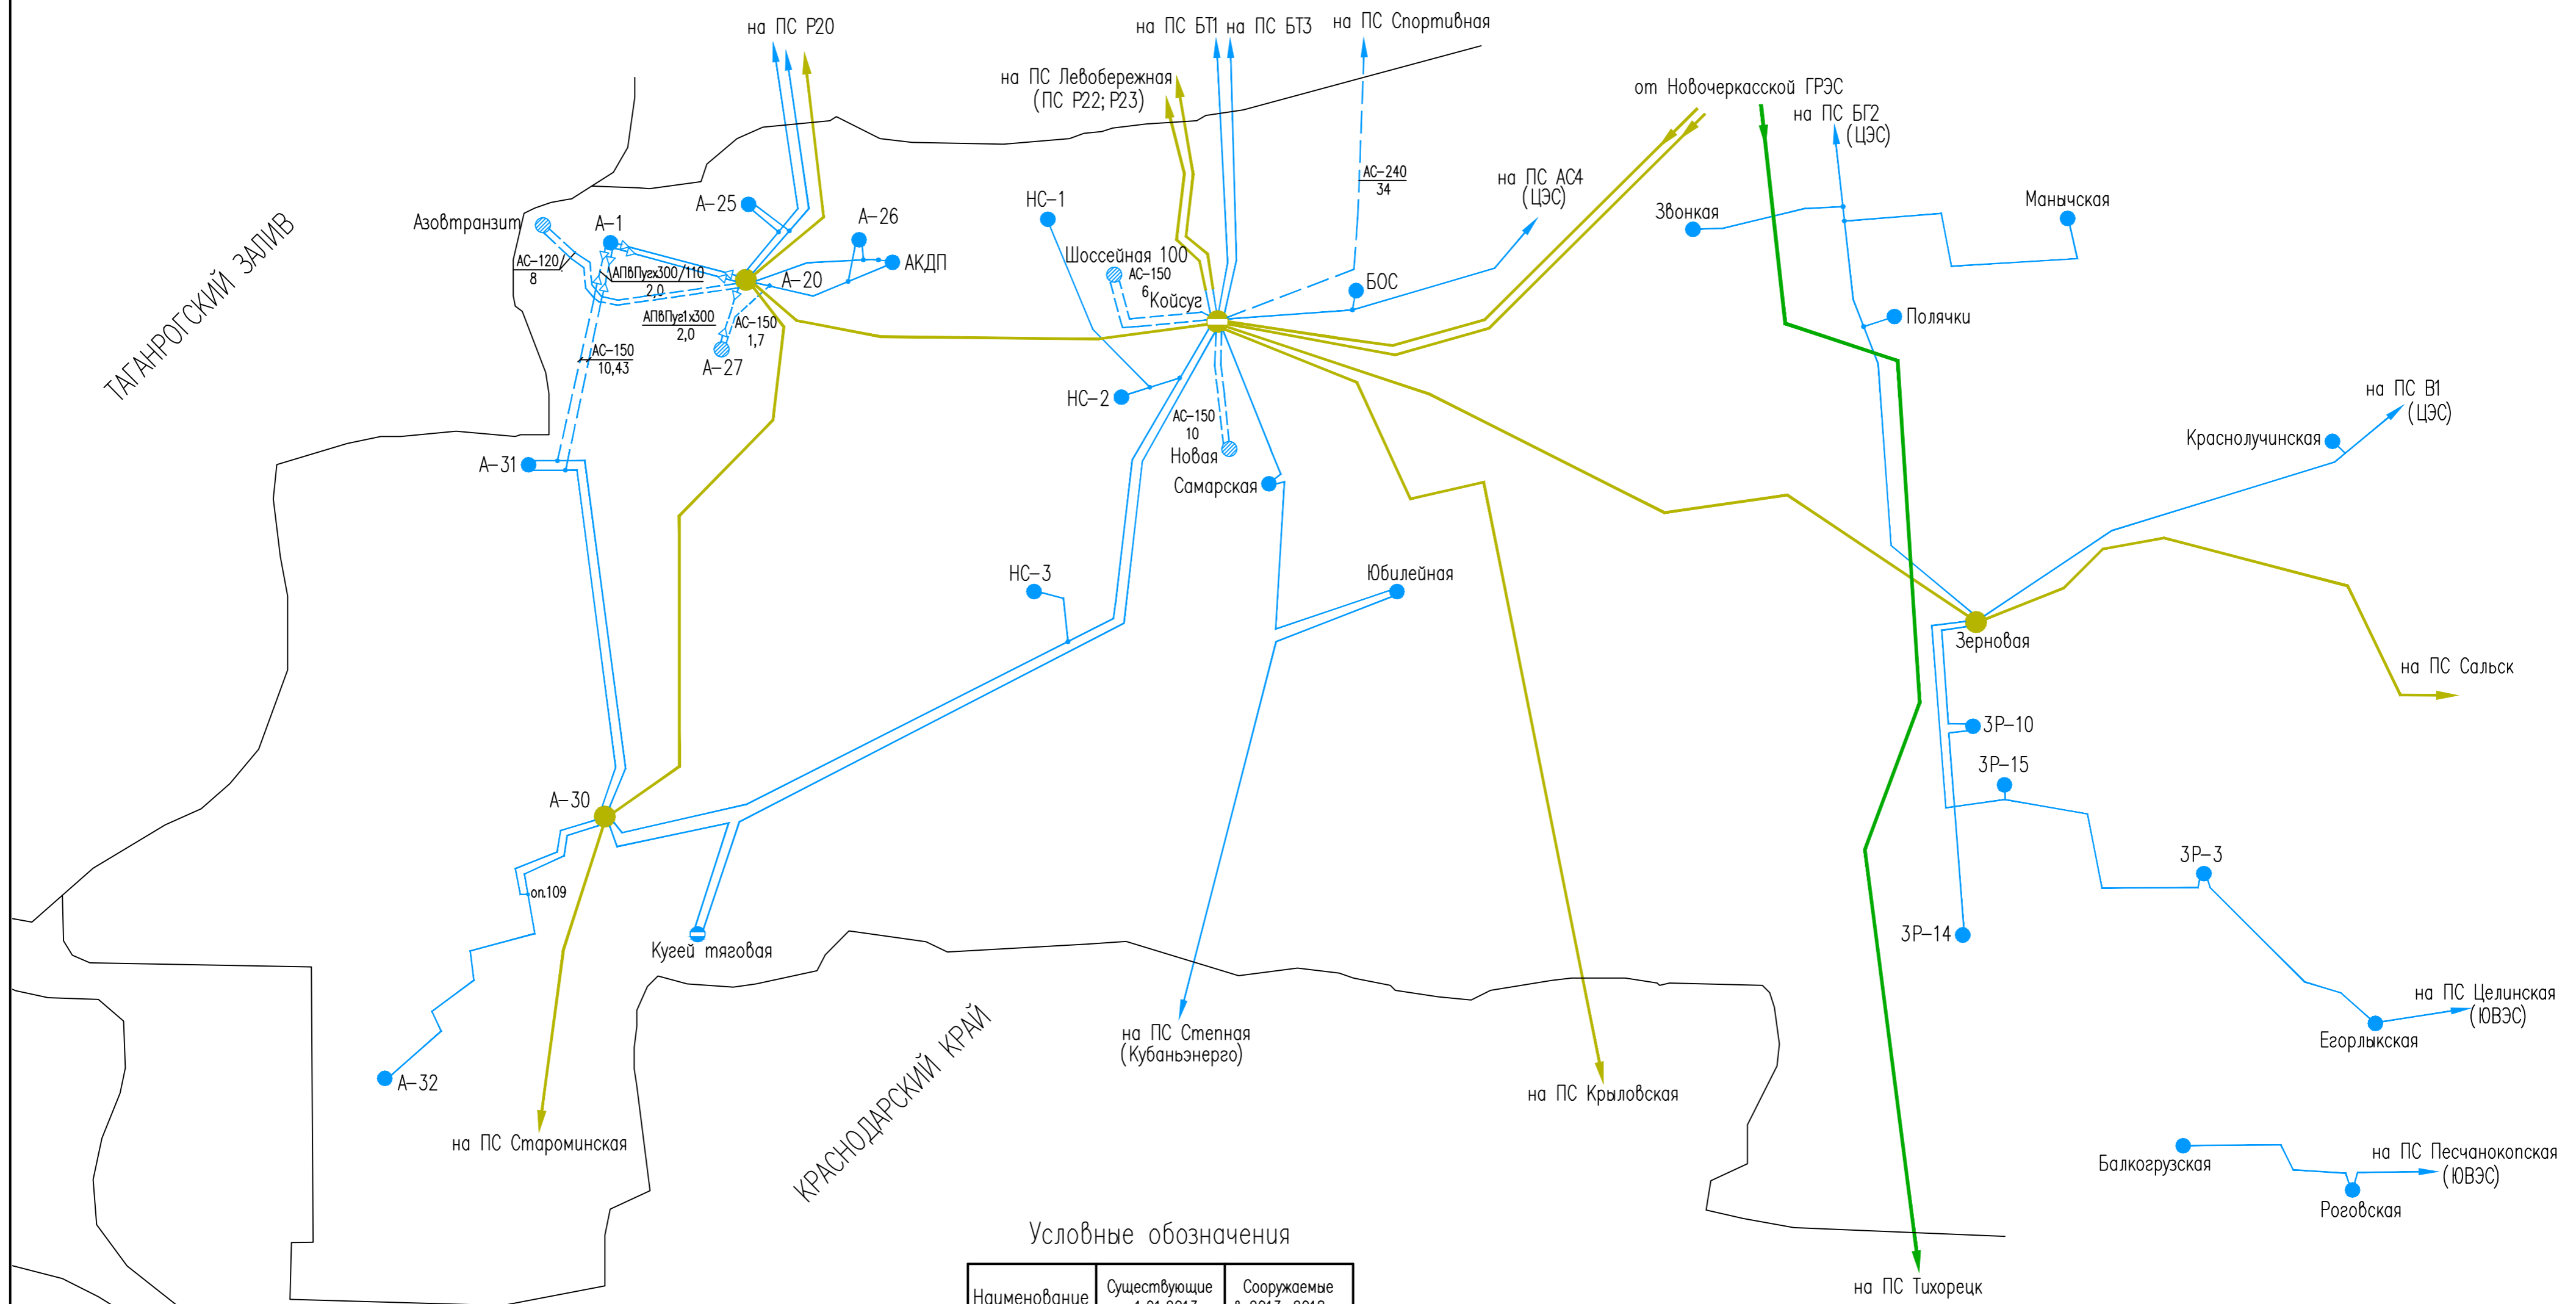 на ПС Р20
на ПС БТ1
на ПС БТ3
на ПС Спортивная
на ПС Левобережная
(ПС Р22; Р23)
от Новочеркасской ГРЭС
на ПС БГ2
(ЦЭС)
АС-240
34
на ПС АС4
(ЦЭС)
Звонкая
Манычская
Азовтранзит
А-1
А-25
А-26
АКДП
А-20
НС-1
Шоссейная 100
АС-150
6
Койсуг
БОС
Полячки
АС-120
8
АПвПугх300/110
2,0
АПвПуг1х300
2,0
АС-150
1,7
А-27
АС-150
10,43
ТАГАНРОГСКИЙ ЗАЛИВ
НС-2
АС-150
10
Новая
Самарская
на ПС В1
(ЦЭС)
Краснолучинская
А-31
НС-3
Юбилейная
Зерновая
на ПС Сальск
ЗР-10
ЗР-15
А-30
ЗР-3
оп.109
ЗР-14
Кугей тяговая
на ПС Целинская
(ЮВЭС)
Егорлыкская
на ПС Степная
(Кубаньэнерго)
А-32
на ПС Крыловская
на ПС Староминская
КРАСНОДАРСКИЙ КРАЙ
Балкогрузская
на ПС Песчанокопская
(ЮВЭС)
Роговская
Условные обозначения
на ПС Тихорецк
Наименование
Существующие
Сооружаемые